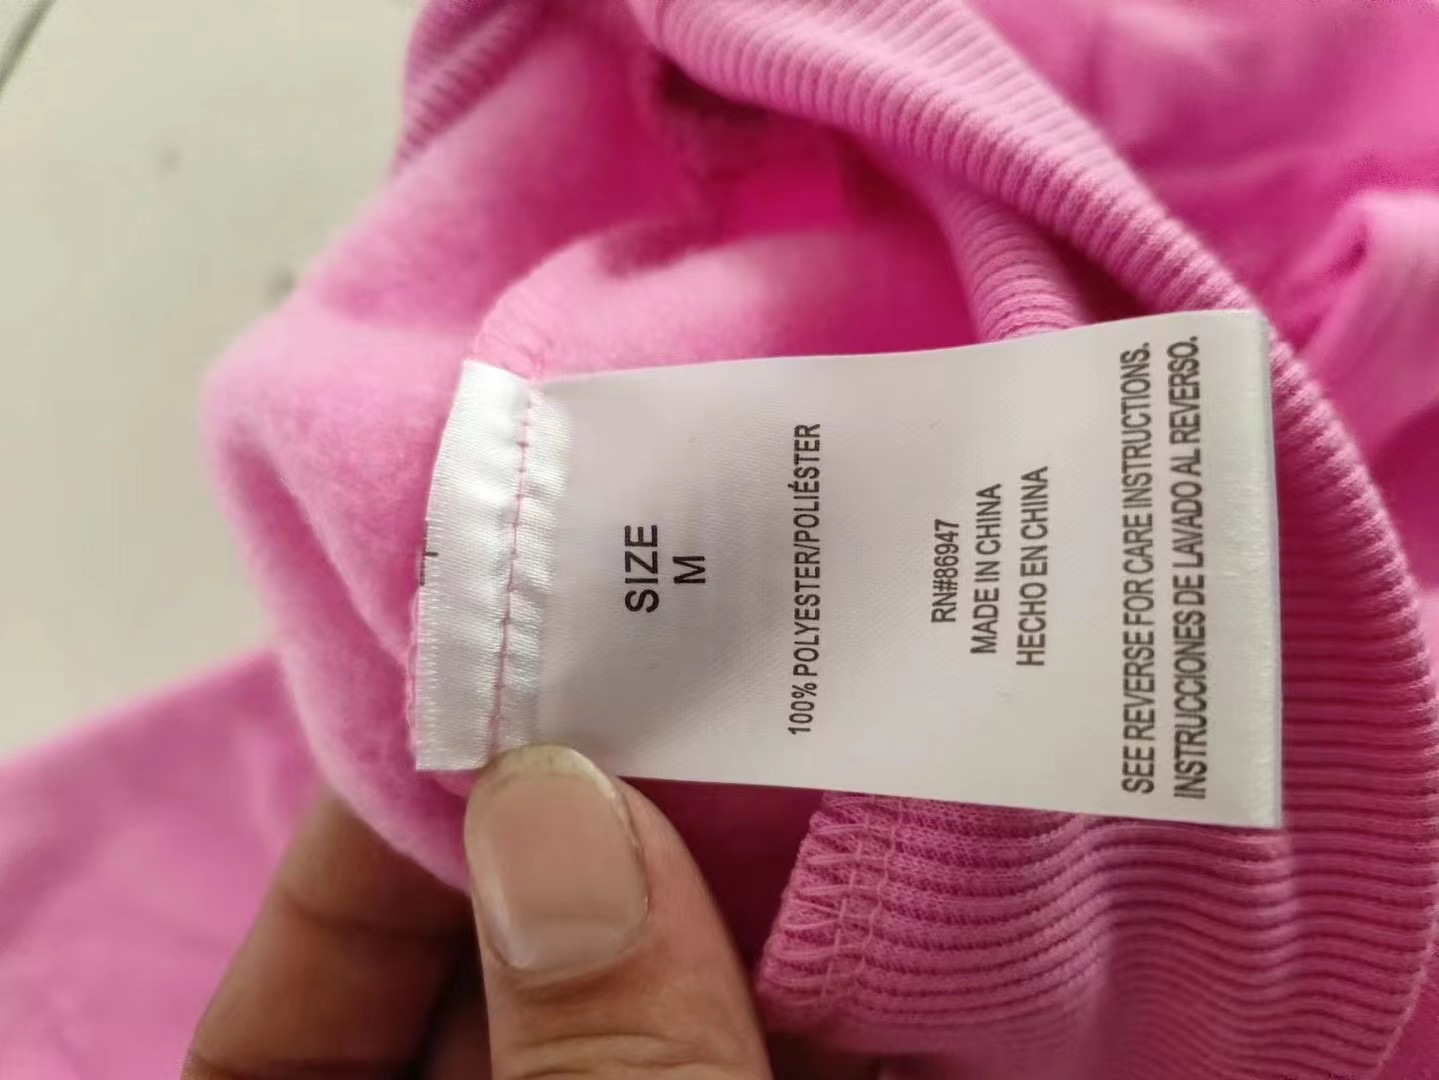 SIZE
M
100% POLYESTER/POLIÉSTER
RN#86947
MADE IN CHINA
HECHO EN CHINA
SEE REVERSE FOR CARE INSTRUCTIONS.
INSTRUCCIONES DE LAVADO AL REVERSO.